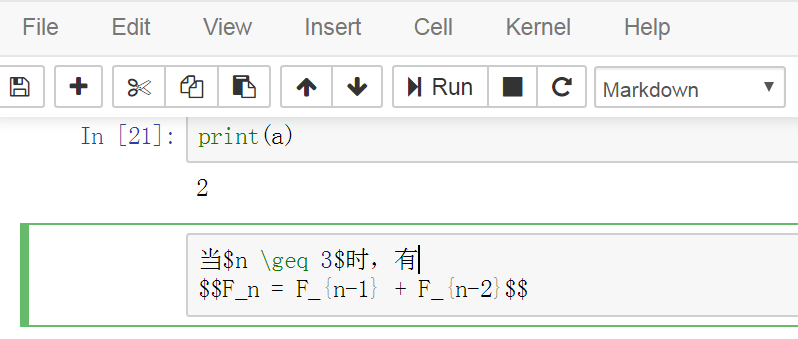 File Edit View Insert Cell Kernel Help
Run Markdown
In [21]: print(a)
2
当$n \geq 3$时，有
$$F_n = F_{n-1} + F_{n-2}$$